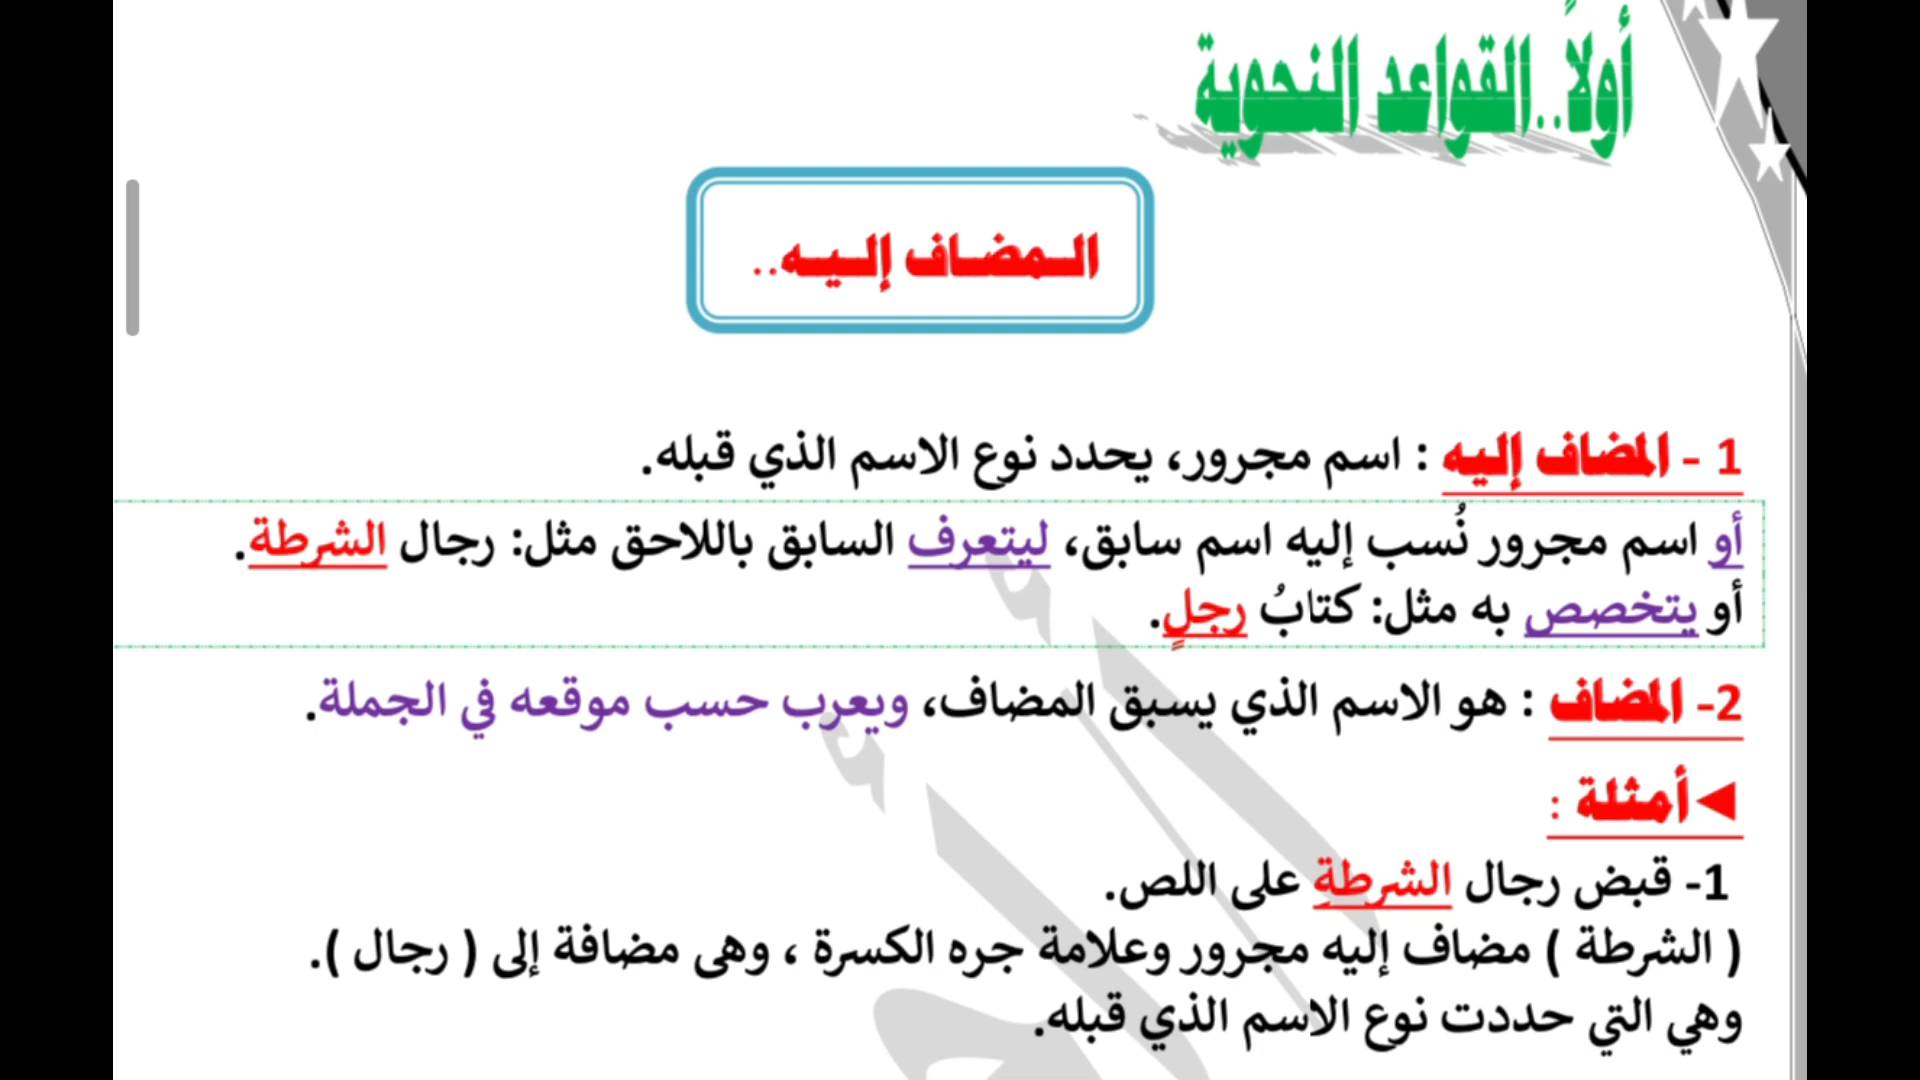 أولاً..القواعد النحوية
الـمضـاف إلـيـه..
1 - المضاف إليه : اسم مجرور، يحدد نوع الاسم الذي قبله.
أو اسم مجرور نُسب إليه اسم سابق، ليتعرف السابق باللاحق مثل: رجال الشرطة.
أو يتخصص به مثل: كتابُ رجلٍ.
2- المضاف : هو الاسم الذي يسبق المضاف، ويعرب حسب موقعه في الجملة.
◄أمثلة :
1- قبض رجال الشرطةِ على اللص.
( الشرطة ) مضاف إليه مجرور وعلامة جره الكسرة ، وهى مضافة إلى ( رجال ).
وهي التي حددت نوع الاسم الذي قبله.